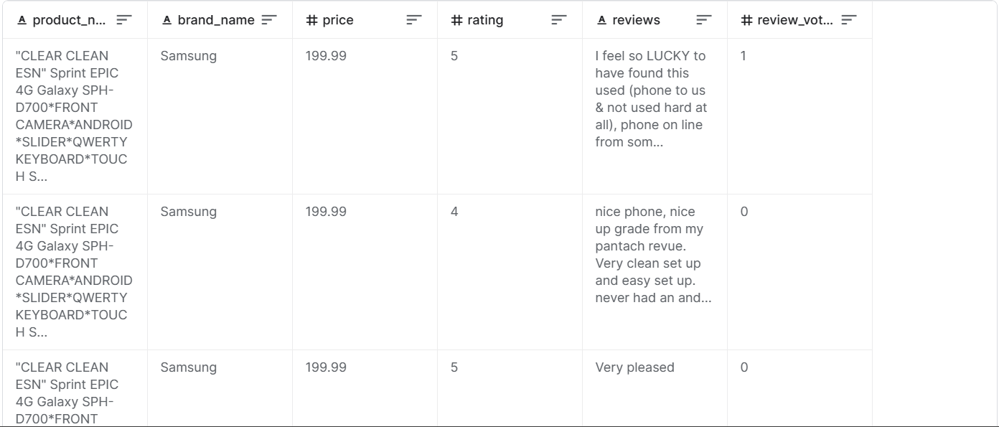 product_n...
brand_name
price
rating
reviews
review_vot...
"CLEAR CLEAN
ESN" Sprint EPIC
4G Galaxy SPH-
D700*FRONT
CAMERA*ANDROID
*SLIDER*QWERTY
KEYBOARD*TOUC
H S...
Samsung
199.99
5
I feel so LUCKY to
have found this
used (phone to us
& not used hard at
all), phone on line
from som...
1
"CLEAR CLEAN
ESN" Sprint EPIC
4G Galaxy SPH-
D700*FRONT
CAMERA*ANDROID
*SLIDER*QWERTY
KEYBOARD*TOUC
H S...
Samsung
199.99
4
nice phone, nice
up grade from my
pantach revue.
Very clean set up
and easy set up.
never had an and...
0
"CLEAR CLEAN
ESN" Sprint EPIC
4G Galaxy SPH-
D700*FRONT
Samsung
199.99
5
Very pleased
0